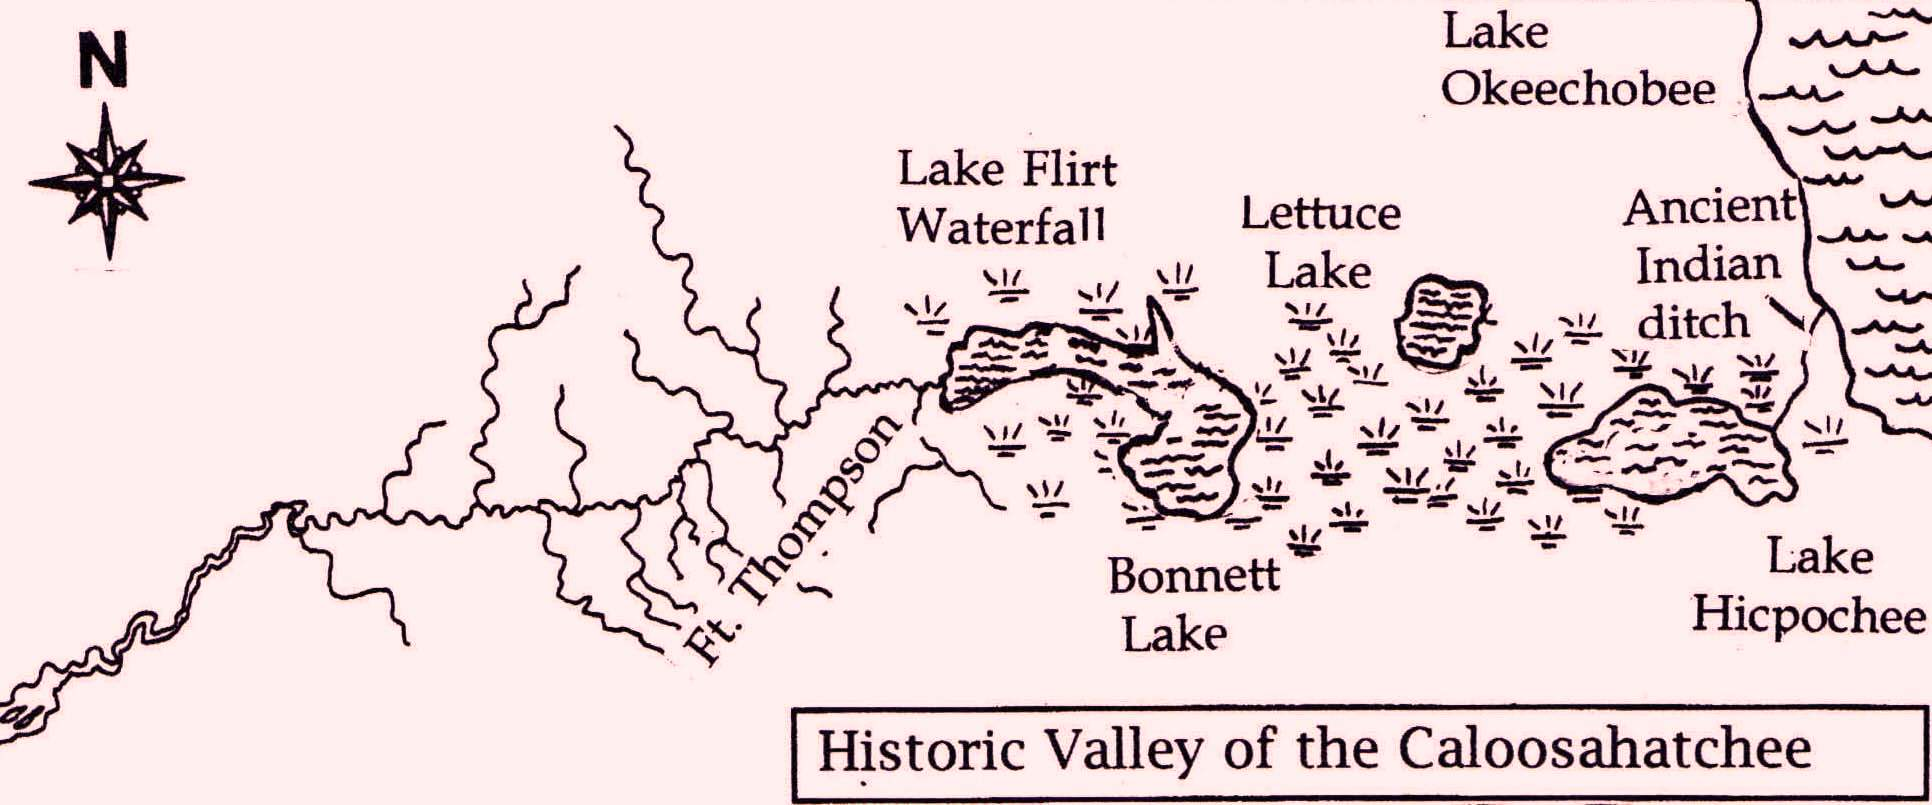 N
Lake
Okeechobee
Lake Flirt
Waterfall
Lettuce
Lake
Ancient
Indian
ditch
Ft. Thompson
Bonnett
Lake
Lake
Hicpochee
Historic Valley of the Caloosahatchee